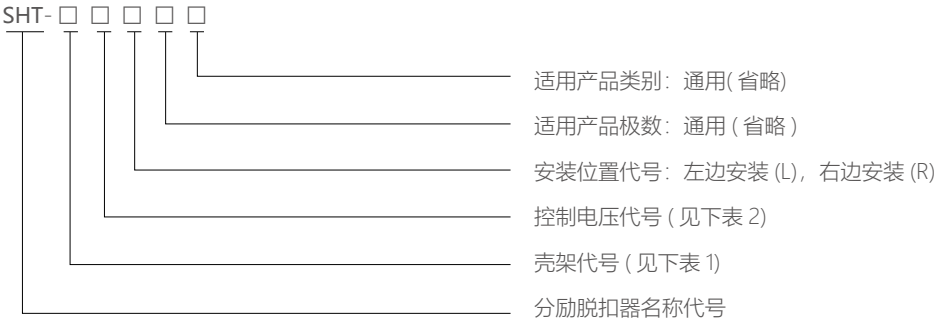 SHT-□ □ □ □ □
适用产品类别：通用( 省略)
适用产品极数：通用 ( 省略 )
安装位置代号：左边安装 (L)，右边安装 (R)
控制电压代号 ( 见下表 2)
壳架代号 ( 见下表 1)
分励脱扣器名称代号